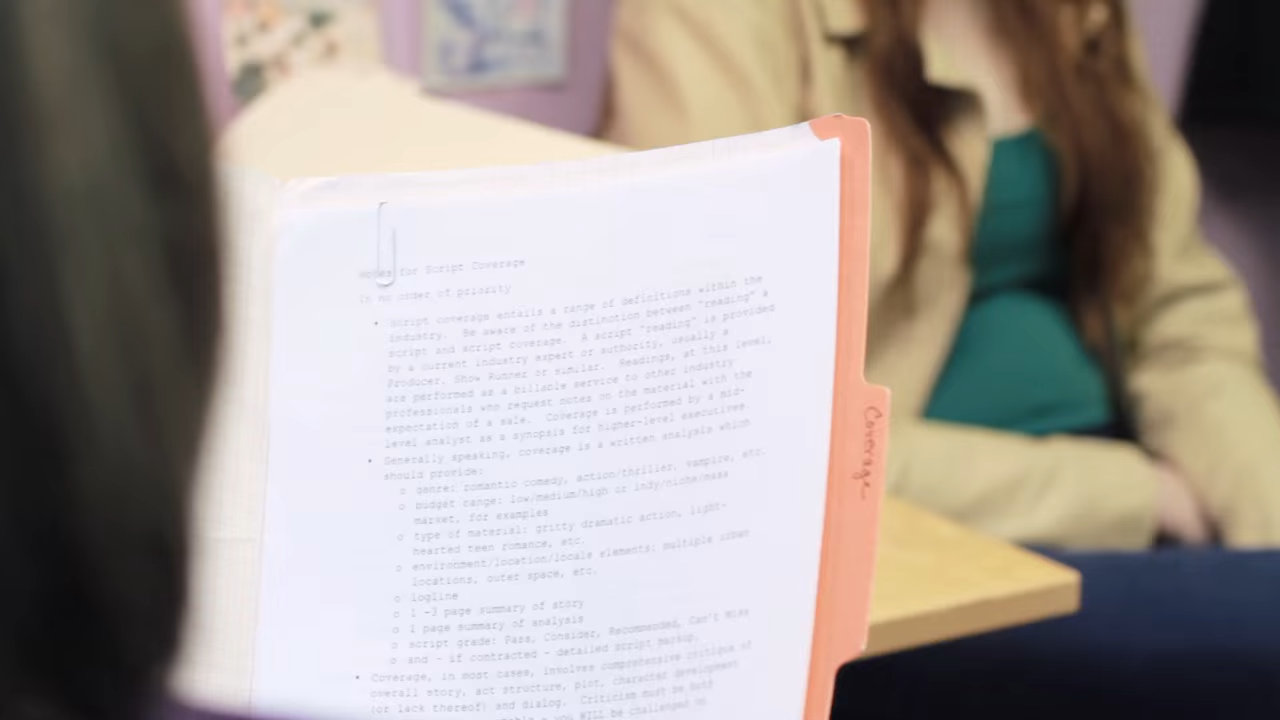 Notes for Script Coverage
In no order of priority
• Script coverage entails a range of definitions within the
industry. Be aware of the distinction between "reading" a
script and script coverage. A script "reading" is provided
by a current industry expert or authority, usually a
Producer, Show Runner or similar. Readings, at this level,
are performed as a billable service to other industry
professionals who request notes on the material with the
expectation of a sale. Coverage is performed by a mid-
level analyst as a synopsis for higher-level executives.
• Generally speaking, coverage is a written analysis which
should provide:
o genre: romantic comedy, action/thriller, vampire, etc.
o budget range: low/medium/high or indy/niche/mass
market, for examples
o type of material: gritty dramatic action, light-
hearted teen romance, etc.
o environment/location/locale elements: multiple urban
locations, outer space, etc.
o logline
o 1 -3 page summary of story
o 1 page summary of analysis
o script grade: Pass, Consider, Recommended, Can't Miss
o and - if contracted - detailed script markup.
• Coverage, in most cases, involves comprehensive critique of
overall story, act structure, plot, character development
(or lack thereof) and dialog. Criticism must be both
- you WILL be challenged on
Coverage